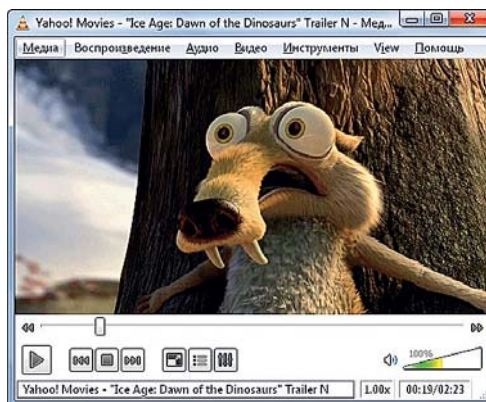 Yahoo! Movies - "Ice Age: Dawn of the Dinosaurs" Trailer N - Мед...
Медиа Воспроизведение Аудио Видео Инструменты View Помощь
100%
Yahoo! Movies - "Ice Age: Dawn of the Dinosaurs" Trailer N 1.00x 00:19/02:23